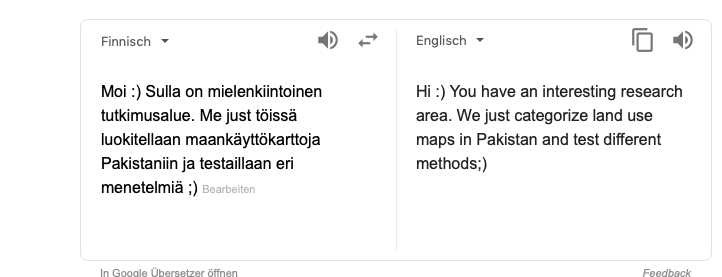 Finnisch
Englisch
Moi :) Sulla on mielenkiintoinen
tutkimusalue. Me just töissä
luokitellaan maankäyttökarttoja
Pakistaniin ja testaillaan eri
menetelmiä ;) Bearbeiten
Hi :) You have an interesting research
area. We just categorize land use
maps in Pakistan and test different
methods;)
In Google Übersetzer öffnen
Feedback